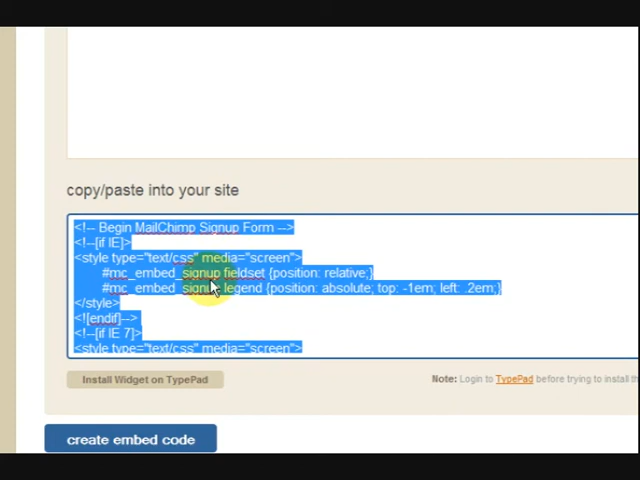 copy/paste into your site
<!-- Begin MailChimp Signup Form -->
<!--[if IE]>
<style type="text/css" media="screen">
#mc_embed_signup fieldset {position: relative;}
#mc_embed_signup legend {position: absolute; top: -1em; left: .2em;}
</style>
<![endif]-->
<!--[if IE 7]>
<style type="text/css" media="screen">
Install Widget on TypePad
Note: Login to TypePad before trying to install
create embed code